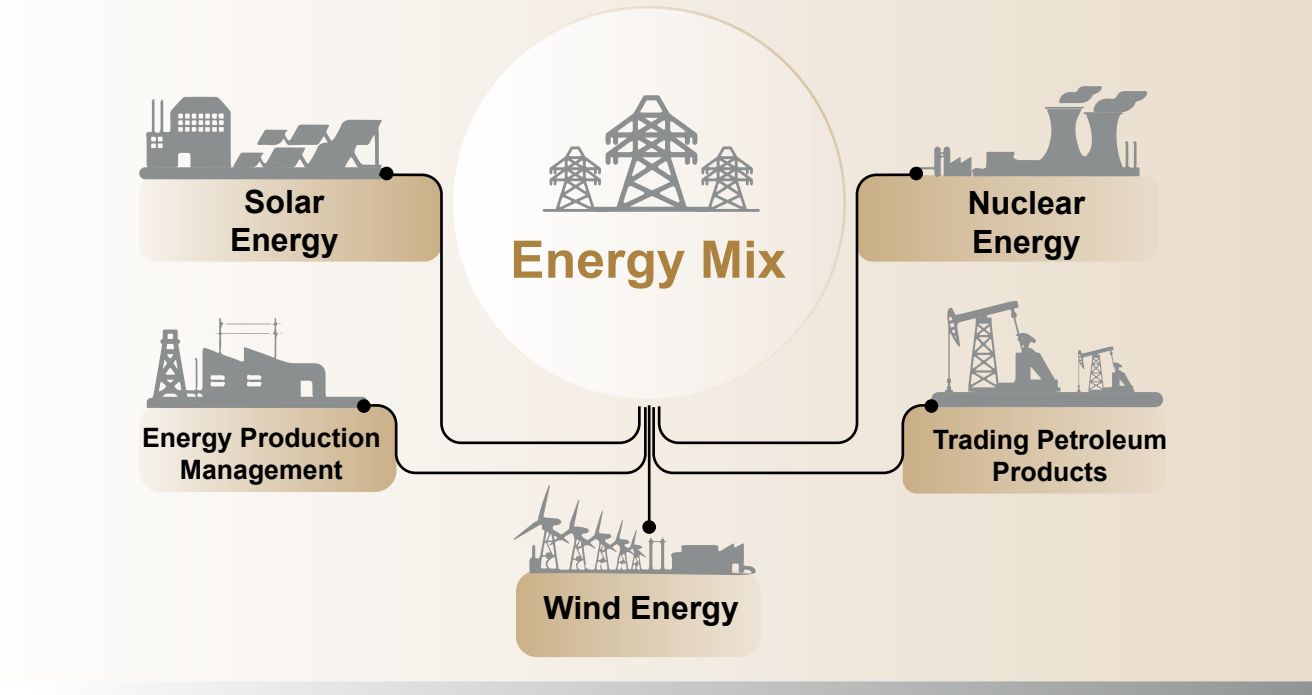 Energy Mix
Solar
Energy
Nuclear
Energy
Energy Production
Management
Trading Petroleum
Products
Wind Energy